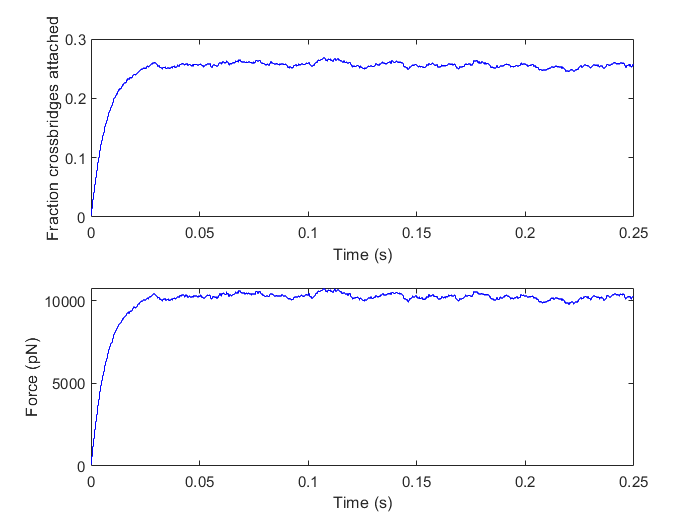 Fraction crossbridges attached
0.3
0.2
0.1
0
0 0.05 0.1 0.15 0.2 0.25
Time (s)
Force (pN)
10000
5000
0
0 0.05 0.1 0.15 0.2 0.25
Time (s)